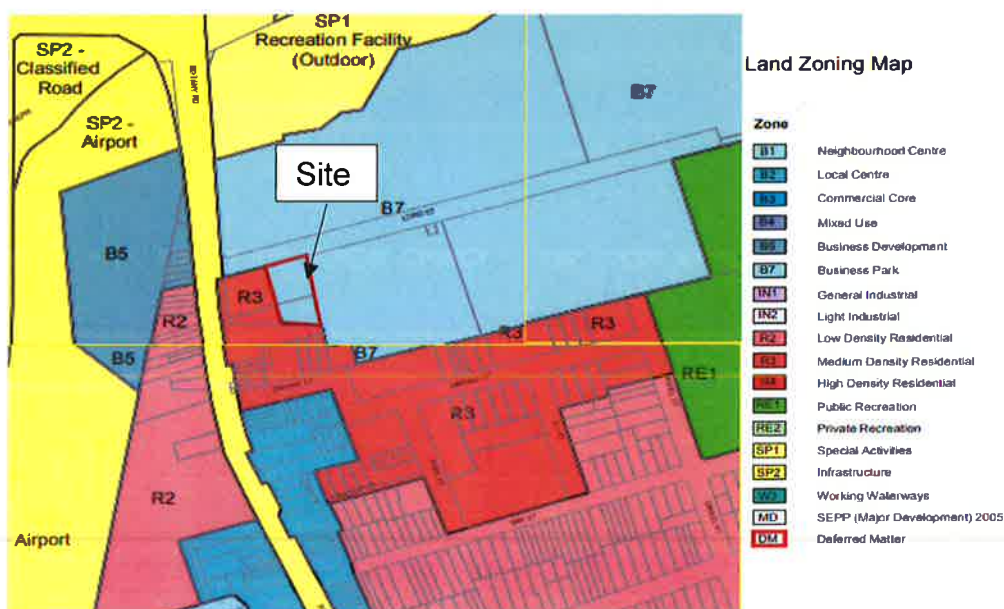 SP1
Recreation Facility
(Outdoor)
SP2 -
Classified
Road
SP2 -
Airport
B7
Site
B7
B5
R3
R2
B5
B7
R3
R3
R3
RE1
R2
Airport
Land Zoning Map
Zone
B1 Neighbourhood Centre
B2 Local Centre
B3 Commercial Core
B4 Mixed Use
B5 Business Development
B7 Business Park
IN1 General Industrial
IN2 Light Industrial
R2 Low Density Residential
R3 Medium Density Residential
R4 High Density Residential
RE1 Public Recreation
RE2 Private Recreation
SP1 Special Activities
SP2 Infrastructure
W3 Working Waterways
MD SEPP (Major Development) 2005
DM Deferred Matter